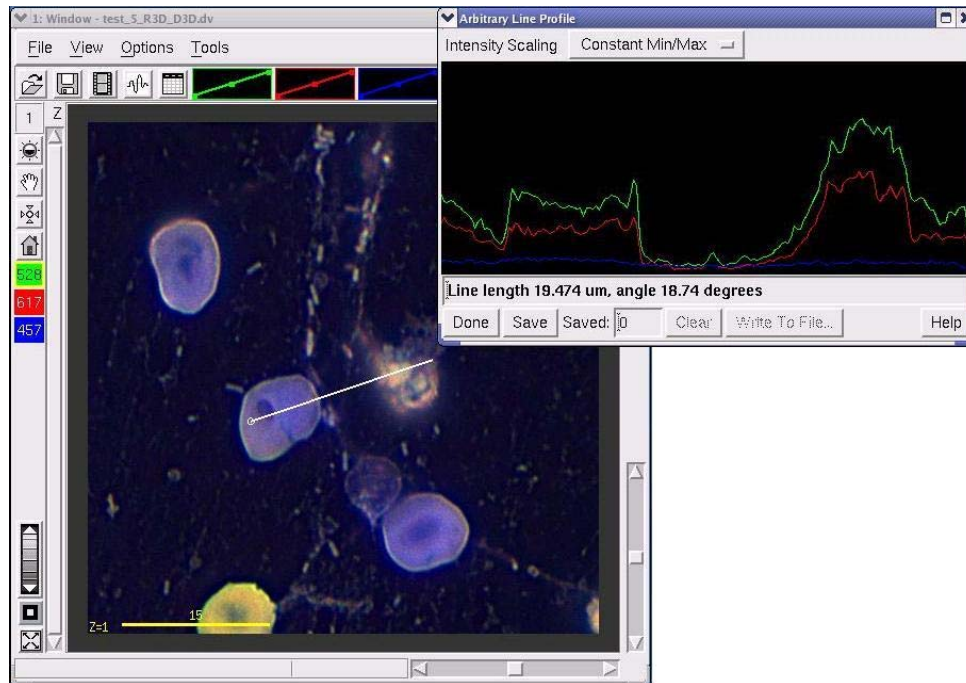 1: Window - test_5_R3D_D3D.dv
File View Options Tools
1 Z
528
617
457
15
Z=1
Arbitrary Line Profile
Intensity Scaling Constant Min/Max
Line length 19.474 um, angle 18.74 degrees
Done Save Saved: 0 Clear Write To File... Help